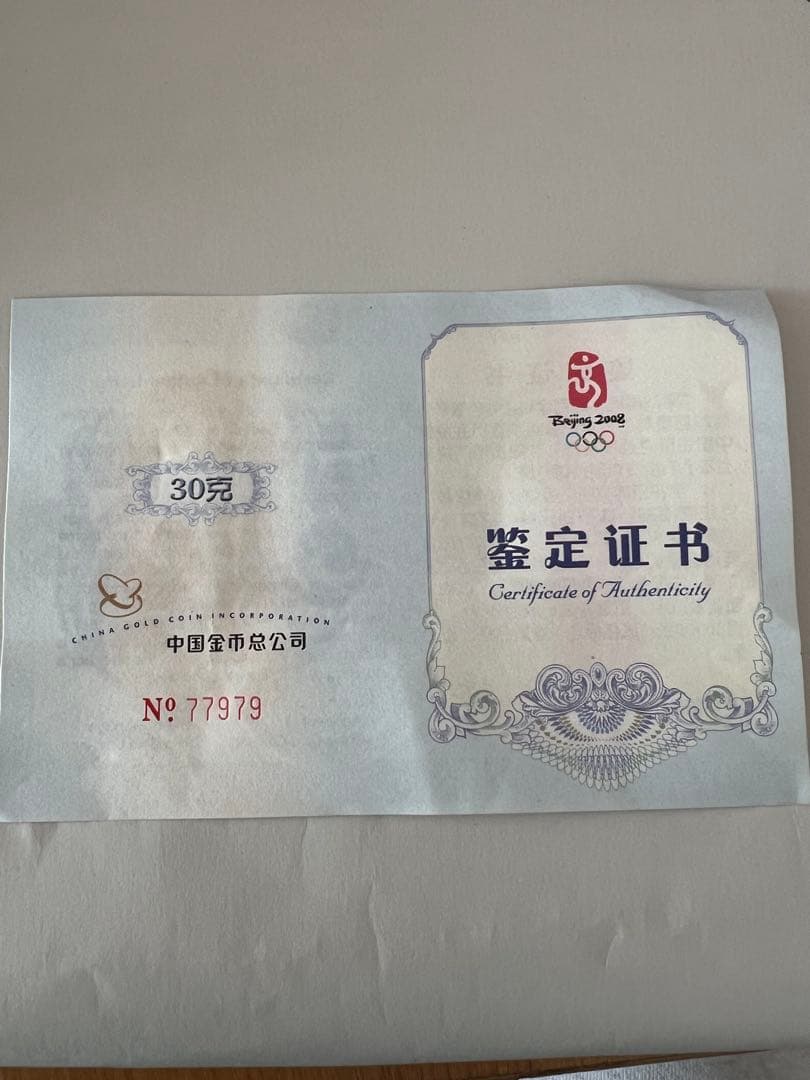 30克
CHINA GOLD COIN INCORPORATION
中国金币总公司
Nº. 77979
Beijing 2008
鉴定证书
Certificate of Authenticity